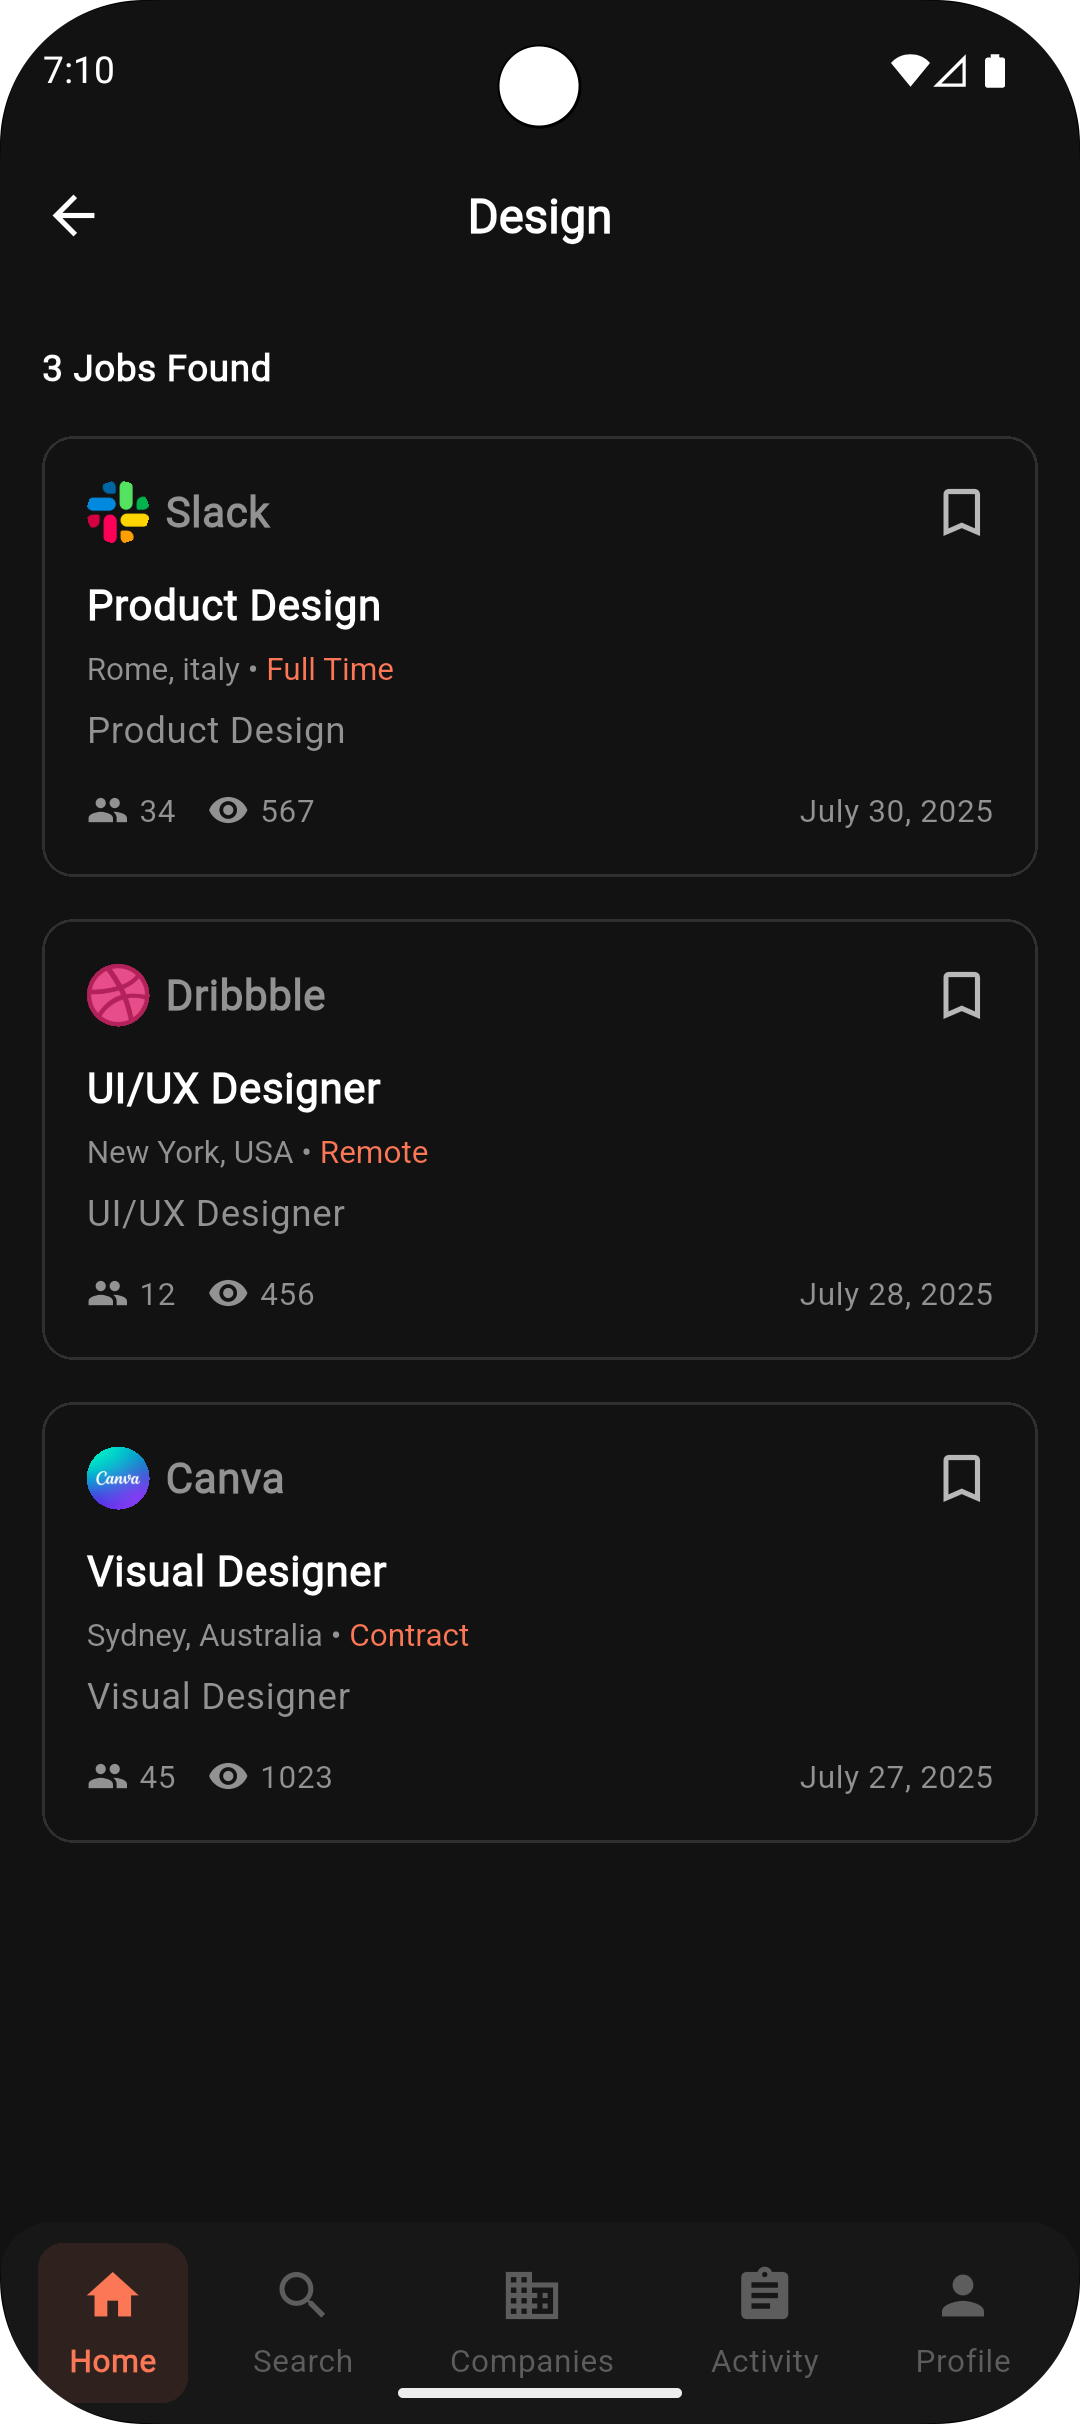 7:10
Design
3 Jobs Found
Slack
Product Design
Rome, italy • Full Time
Product Design
34 567 July 30, 2025
Dribbble
UI/UX Designer
New York, USA • Remote
UI/UX Designer
12 456 July 28, 2025
Canva
Canva
Visual Designer
Sydney, Australia • Contract
Visual Designer
45 1023 July 27, 2025
Home Search Companies Activity Profile